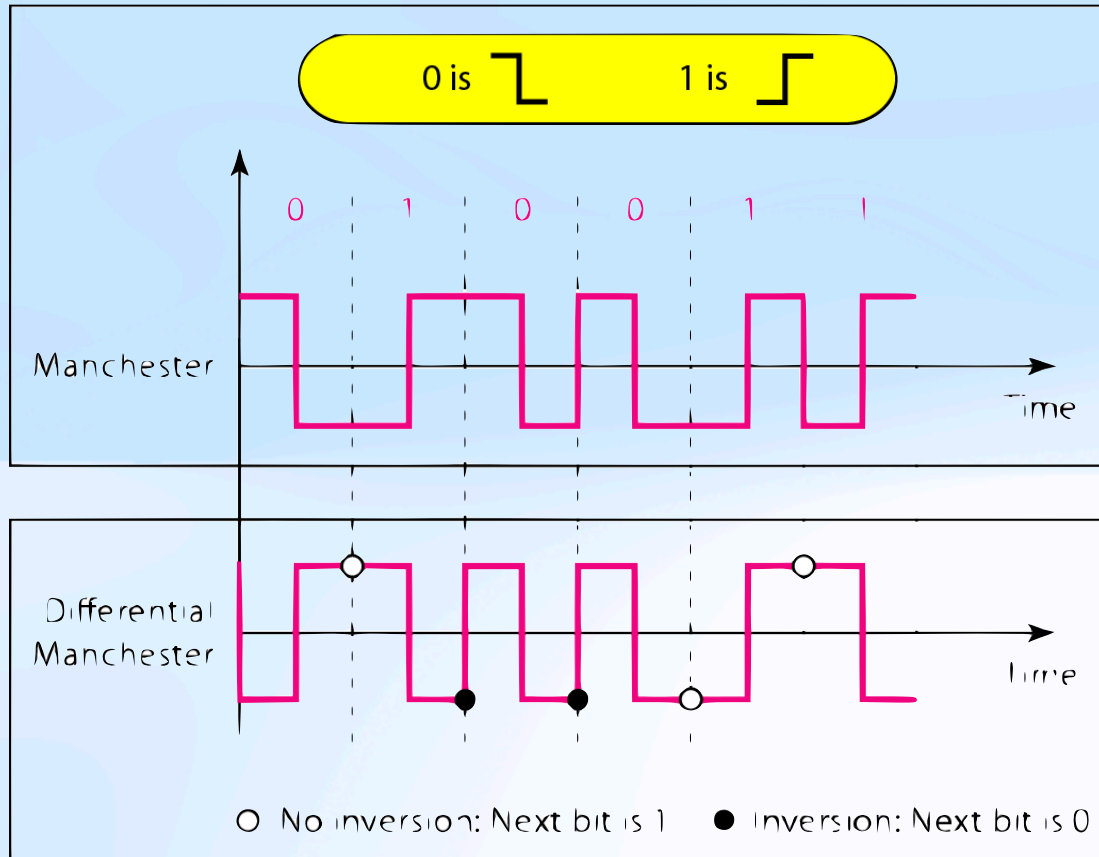 0 is 1 is
0 1 0 0 1 1
Manchester
Time
Differential
Manchester
Time
No inversion: Next bit is 1 Inversion: Next bit is 0